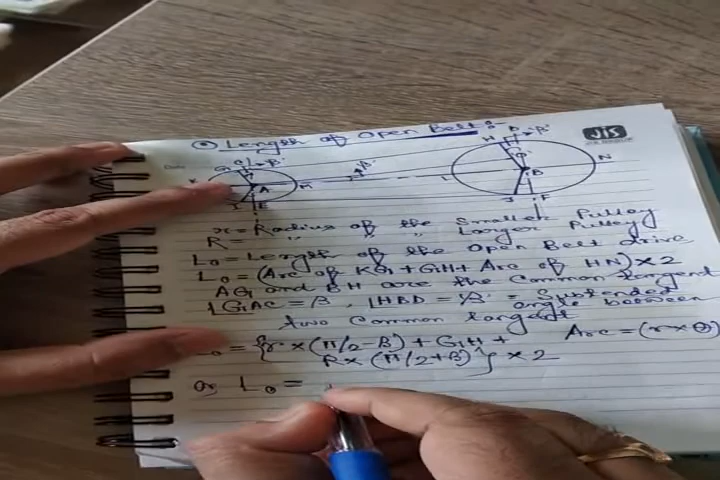 Length of Open Belt :-
JIS
r = Radius of the Smaller Pulley
R = " " " Larger Pulley
L₀ = Length of the Open Belt drive
L₀ = (Arc of KG + GH + Arc of HN) × 2
AG and BH are the Common tangent
∠GAC = β, ∠HBD = β = Subtended angle between
two Common tangent
L₀ = {r × (π/2 - β) + GH + Arc = (r × θ)
R × (π/2 + β)} × 2
L₀ =